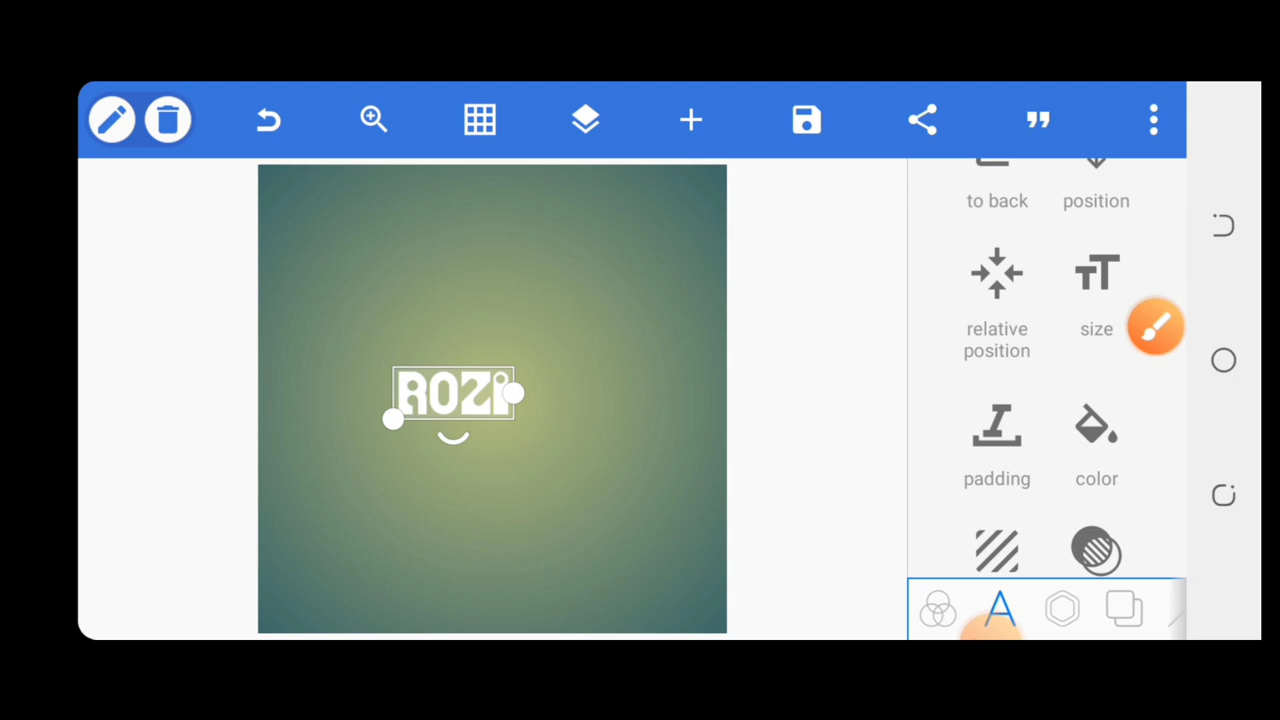 to back
position
relative
position
size
ROZi
padding
color